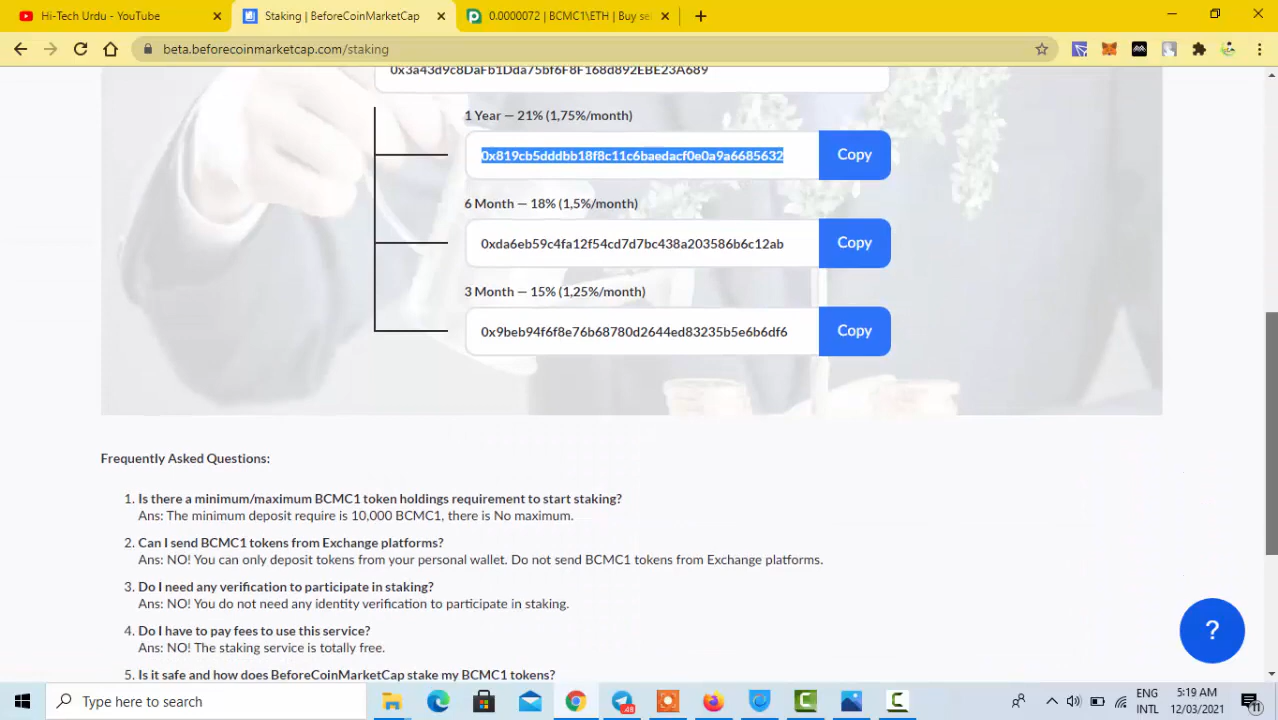 Hi-Tech Urdu - YouTube
Staking | BeforeCoinMarketCap
0.0000072 | BCMC1\ETH | Buy se
beta.beforecoinmarketcap.com/staking
0x3a43d9c8DaFb1Dda75bf6F8F168d892EBE23A689
1 Year — 21% (1,75%/month)
0x819cb5dddbb18f8c11c6baedacf0e0a9a6685632
Copy
6 Month — 18% (1,5%/month)
0xda6eb59c4fa12f54cd7d7bc438a203586b6c12ab
Copy
3 Month — 15% (1,25%/month)
0x9beb94f6f8e76b68780d2644ed83235b5e6b6df6
Copy
Frequently Asked Questions:
1. Is there a minimum/maximum BCMC1 token holdings requirement to start staking?
Ans: The minimum deposit require is 10,000 BCMC1, there is No maximum.
2. Can I send BCMC1 tokens from Exchange platforms?
Ans: NO! You can only deposit tokens from your personal wallet. Do not send BCMC1 tokens from Exchange platforms.
3. Do I need any verification to participate in staking?
Ans: NO! You do not need any identity verification to participate in staking.
4. Do I have to pay fees to use this service?
Ans: NO! The staking service is totally free.
5. Is it safe and how does BeforeCoinMarketCap stake my BCMC1 tokens?
?
Type here to search
ENG
INTL
5:19 AM
12/03/2021